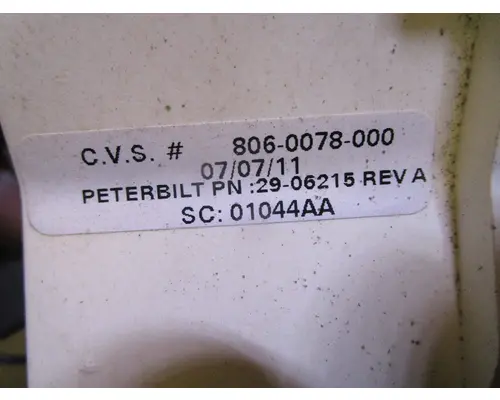 C.V.S. # 806-0078-000
07/07/11
PETERBILT PN :29-06215 REV A
SC: 01044AA